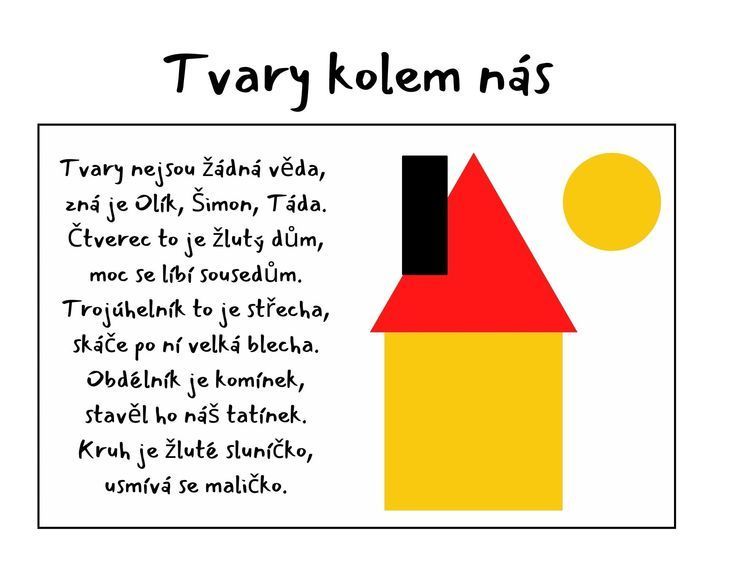 Tvary kolem nás
Tvary nejsou žádná věda,
zná je Olík, Šimon, Táda.
Čtverec to je žlutý dům,
moc se líbí sousedům.
Trojúhelník to je střecha,
skáče po ní velká blecha.
Obdélník je komínek,
stavěl ho náš tatínek.
Kruh je žluté sluníčko,
usmívá se maličko.